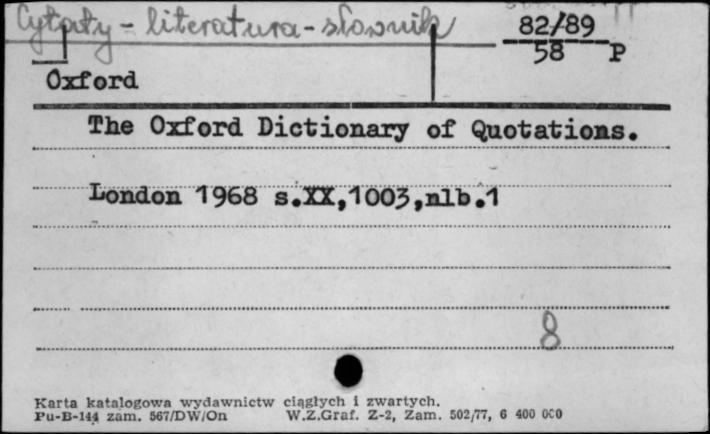 Cytaty - literatura - słownik
82/89
58 P
Oxford
The Oxford Dictionary of Quotations.
London 1968 s.XX,1003,nlb.1
8
Karta katalogowa wydawnictw ciągłych i zwartych.
Pu-B-144 zam. 567/DW/On W.Z.Graf. Z-2, Zam. 502/77, 6 400 000